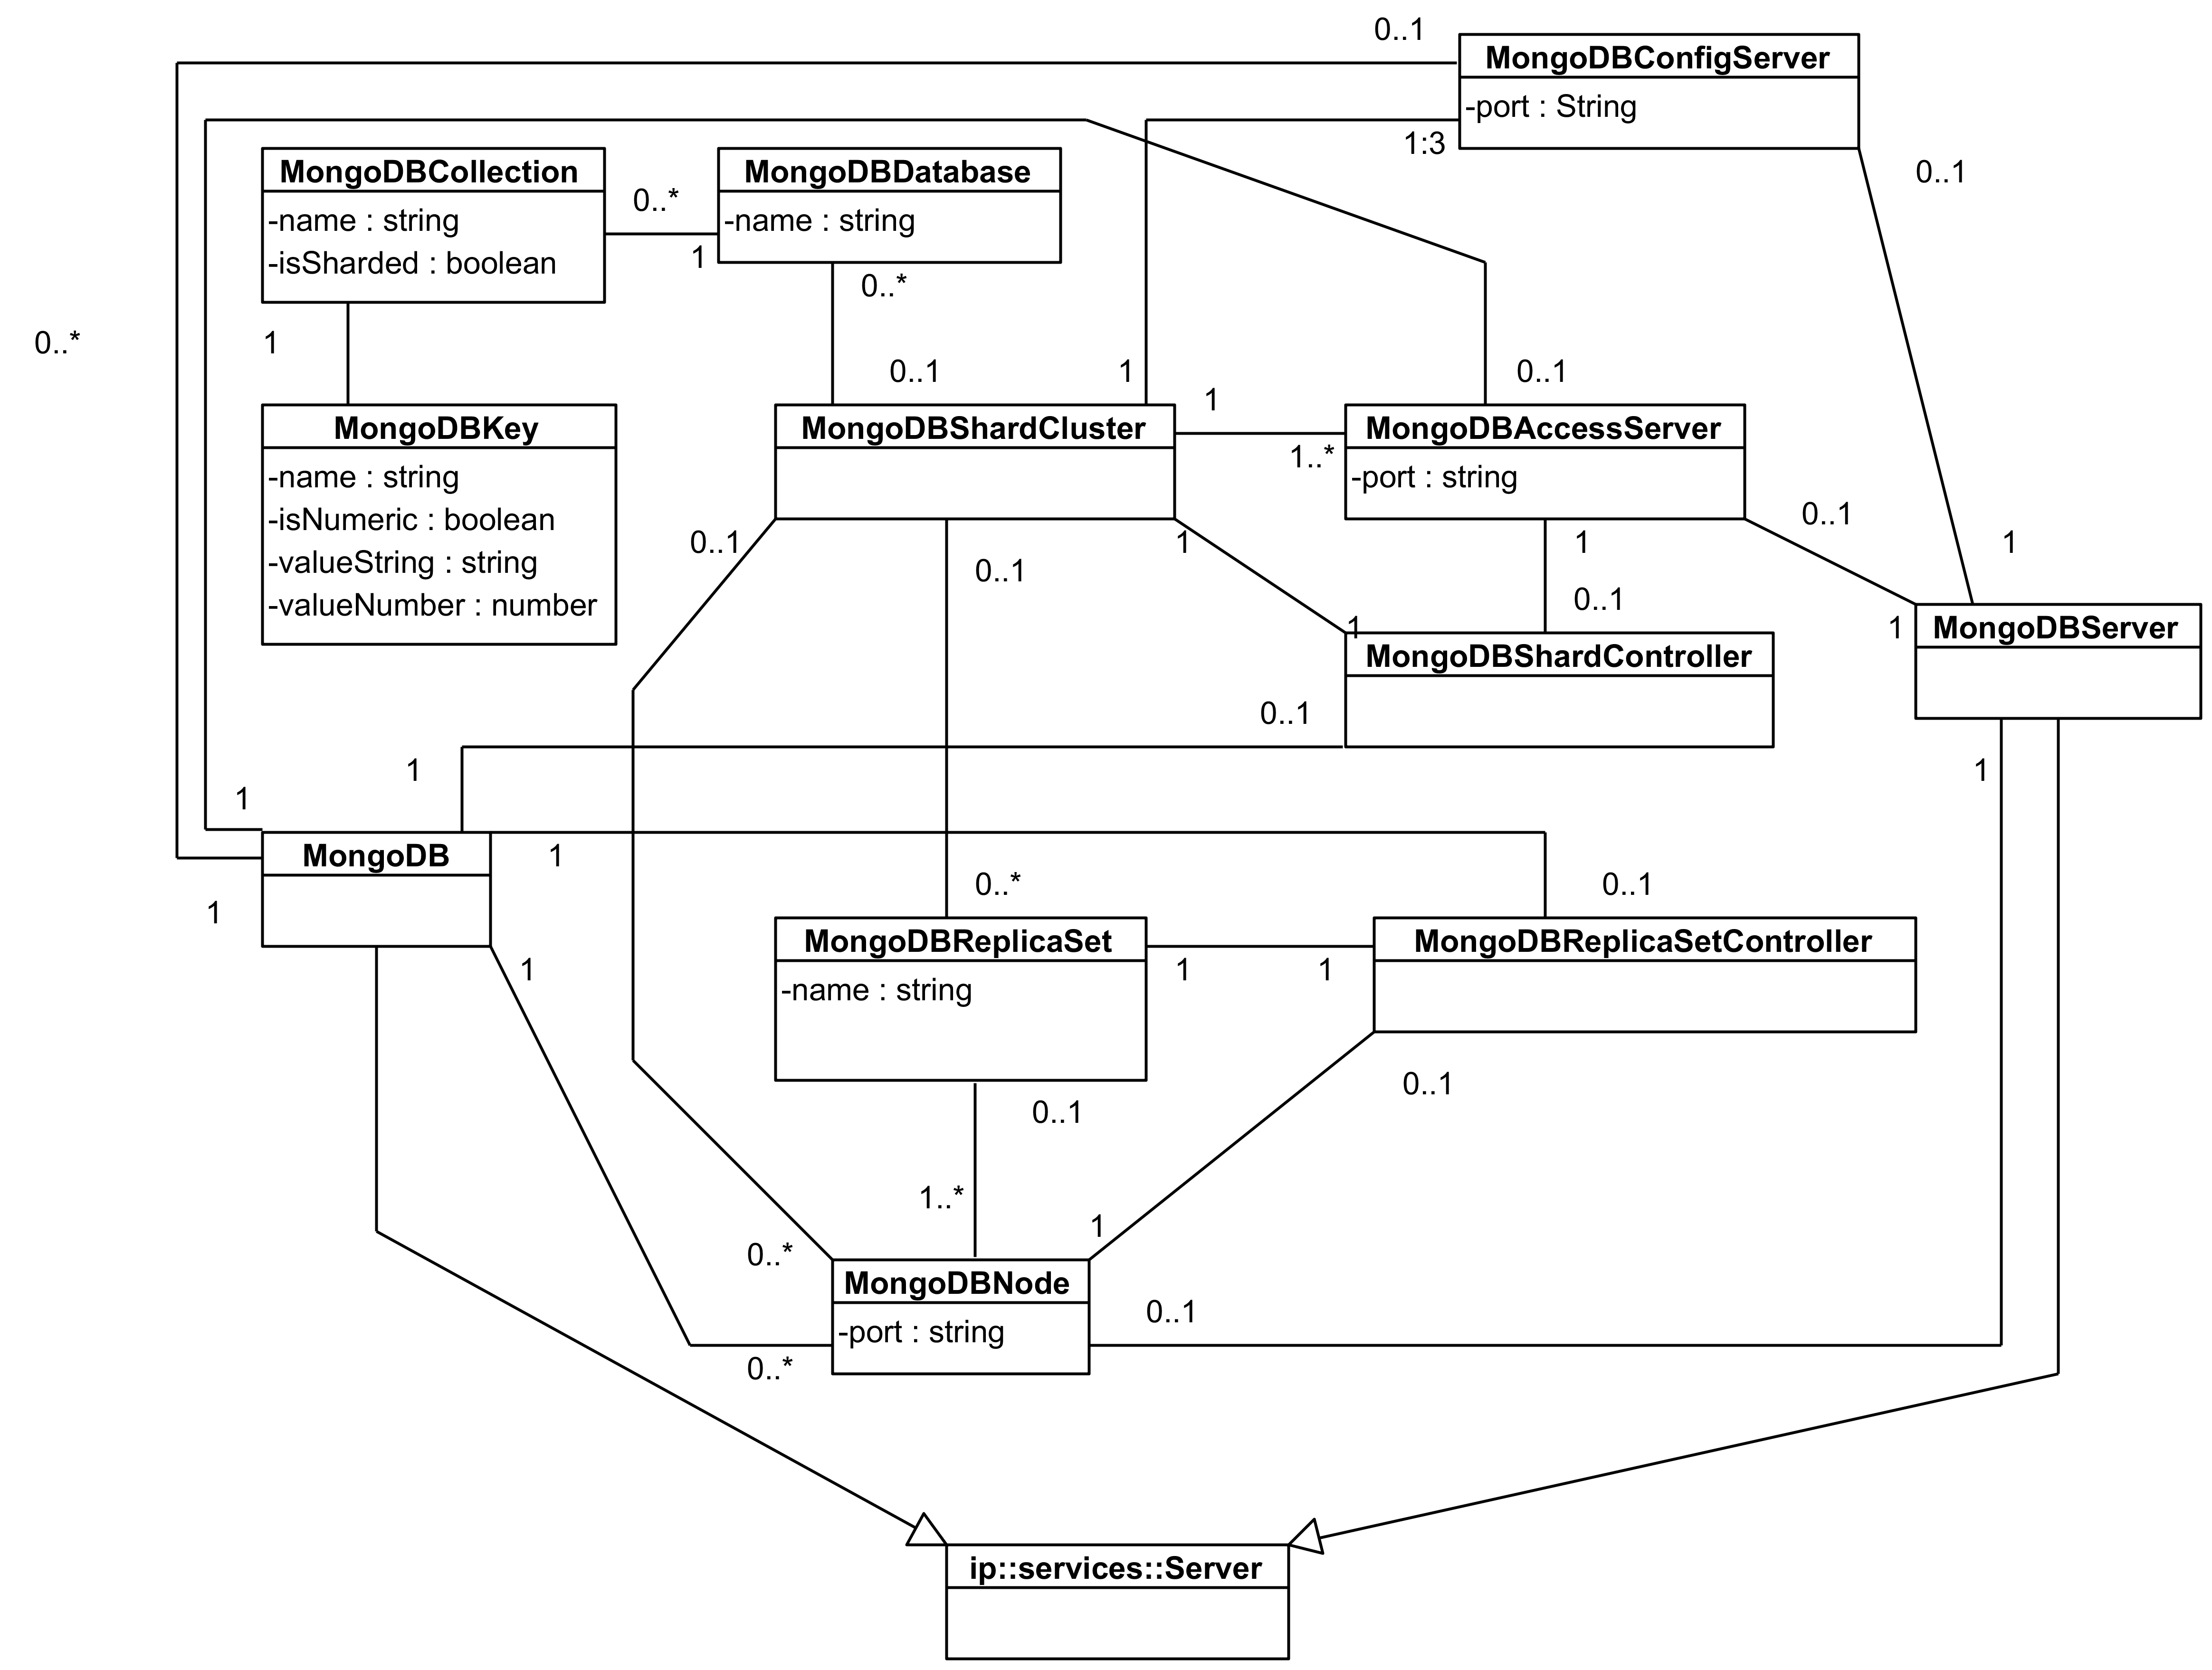 0..1
MongoDBConfigServer
-port : String
1:3
0..1
MongoDBCollection
-name : string
-isSharded : boolean
0..*
1
MongoDBDatabase
-name : string
0..*
0..*
1
0..1
1
1
0..1
MongoDBKey
-name : string
-isNumeric : boolean
-valueString : string
-valueNumber : number
MongoDBShardCluster
1..*
MongoDBAccessServer
-port : string
0..1
0..1
1
0..1
1
1
0..1
1
1
MongoDBServer
MongoDBShardController
0..1
1
1
1
MongoDB
1
1
1
0..*
0..1
MongoDBReplicaSet
-name : string
1
1
MongoDBReplicaSetController
0..1
0..1
1..*
1
0..*
MongoDBNode
-port : string
0..1
0..*
ip::services::Server